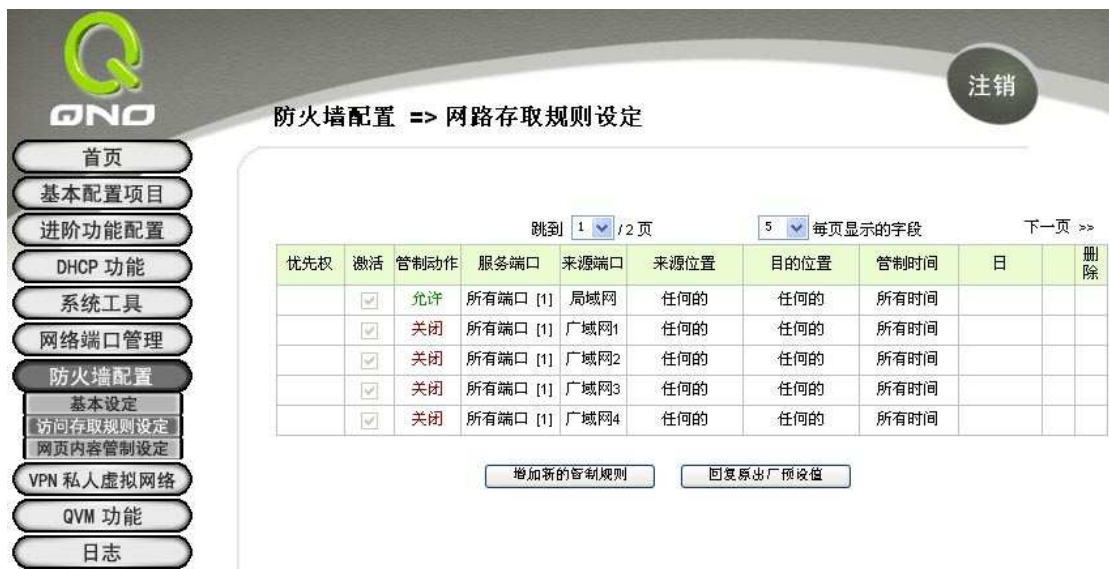 QNO
注销
防火墙配置 => 网路存取规则设定
首页
基本配置项目
进阶功能配置
DHCP 功能
系统工具
网络端口管理
防火墙配置
基本设定
访问存取规则设定
网页内容管制设定
VPN 私人虚拟网络
QVM 功能
日志
跳到 1 /2 页 5 每页显示的字段 下一页 >>
优先权 激活 管制动作 服务端口 来源端口 来源位置 目的位置 管制时间 日 删除
允许 所有端口 [1] 局域网 任何的 任何的 所有时间
关闭 所有端口 [1] 广域网1 任何的 任何的 所有时间
关闭 所有端口 [1] 广域网2 任何的 任何的 所有时间
关闭 所有端口 [1] 广域网3 任何的 任何的 所有时间
关闭 所有端口 [1] 广域网4 任何的 任何的 所有时间
增加新的管制规则 回复原出厂预设值